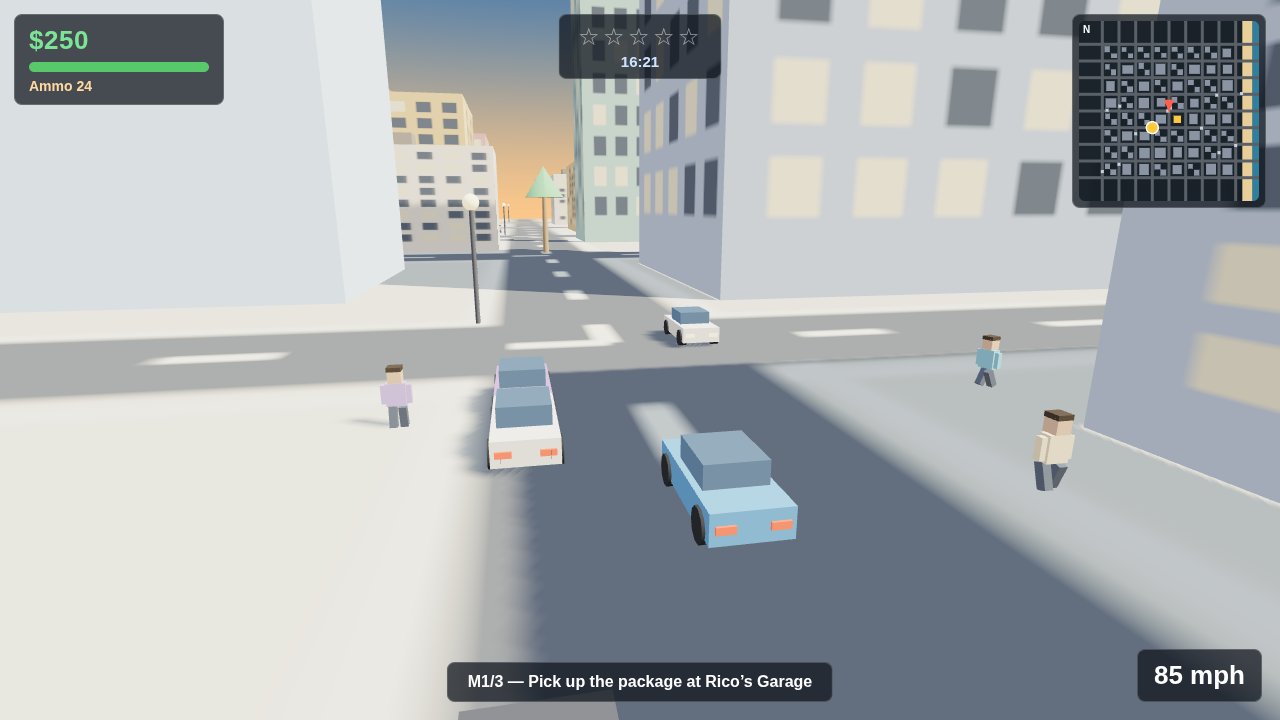 $250
Ammo 24
☆☆☆☆☆
16:21
N
M1/3 — Pick up the package at Rico’s Garage
85 mph